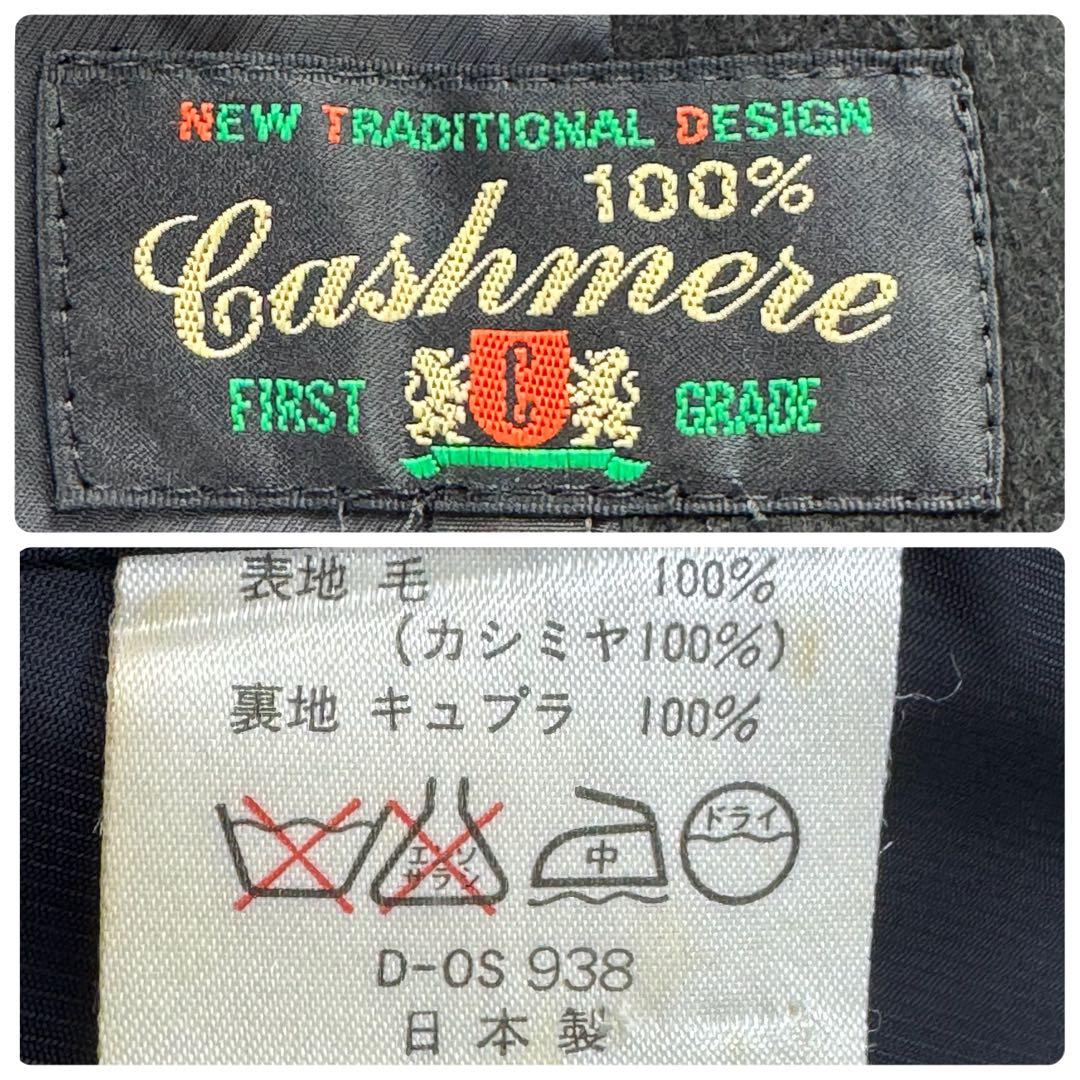 NEW TRADITIONAL DESIGN
100%
Cashmere
FIRST C GRADE
表地 毛 100%
(カシミヤ100%)
裏地 キュプラ 100%
エンソ
サラン
中
ドライ
D-OS 938
日本製